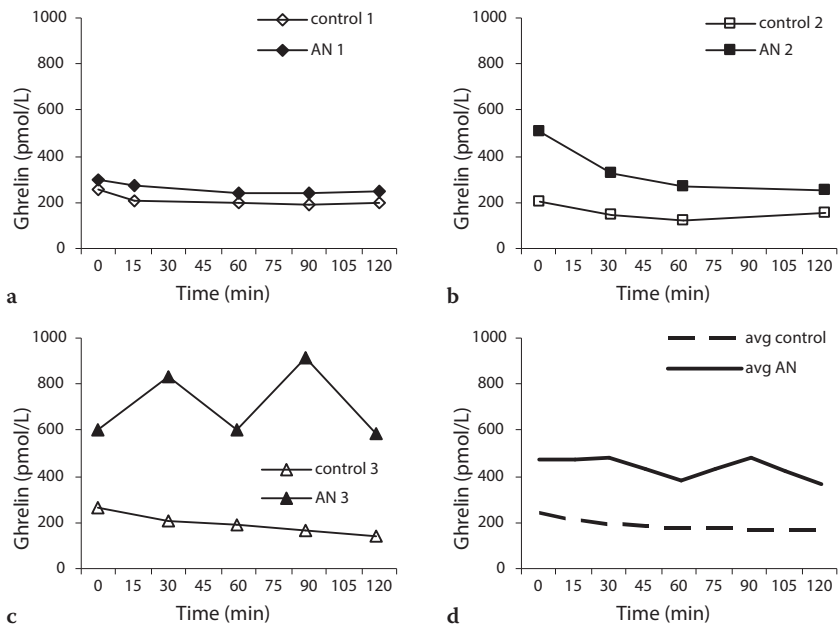 1000
800
600
400
200
0
Ghrelin (pmol/L)
control 1
AN 1
0 15 30 45 60 75 90 105 120
Time (min)
a
1000
800
600
400
200
0
Ghrelin (pmol/L)
control 2
AN 2
0 15 30 45 60 75 90 105 120
Time (min)
b
1000
800
600
400
200
0
Ghrelin (pmol/L)
control 3
AN 3
0 15 30 45 60 75 90 105 120
Time (min)
c
1000
800
600
400
200
0
Ghrelin (pmol/L)
avg control
avg AN
0 15 30 45 60 75 90 105 120
Time (min)
d